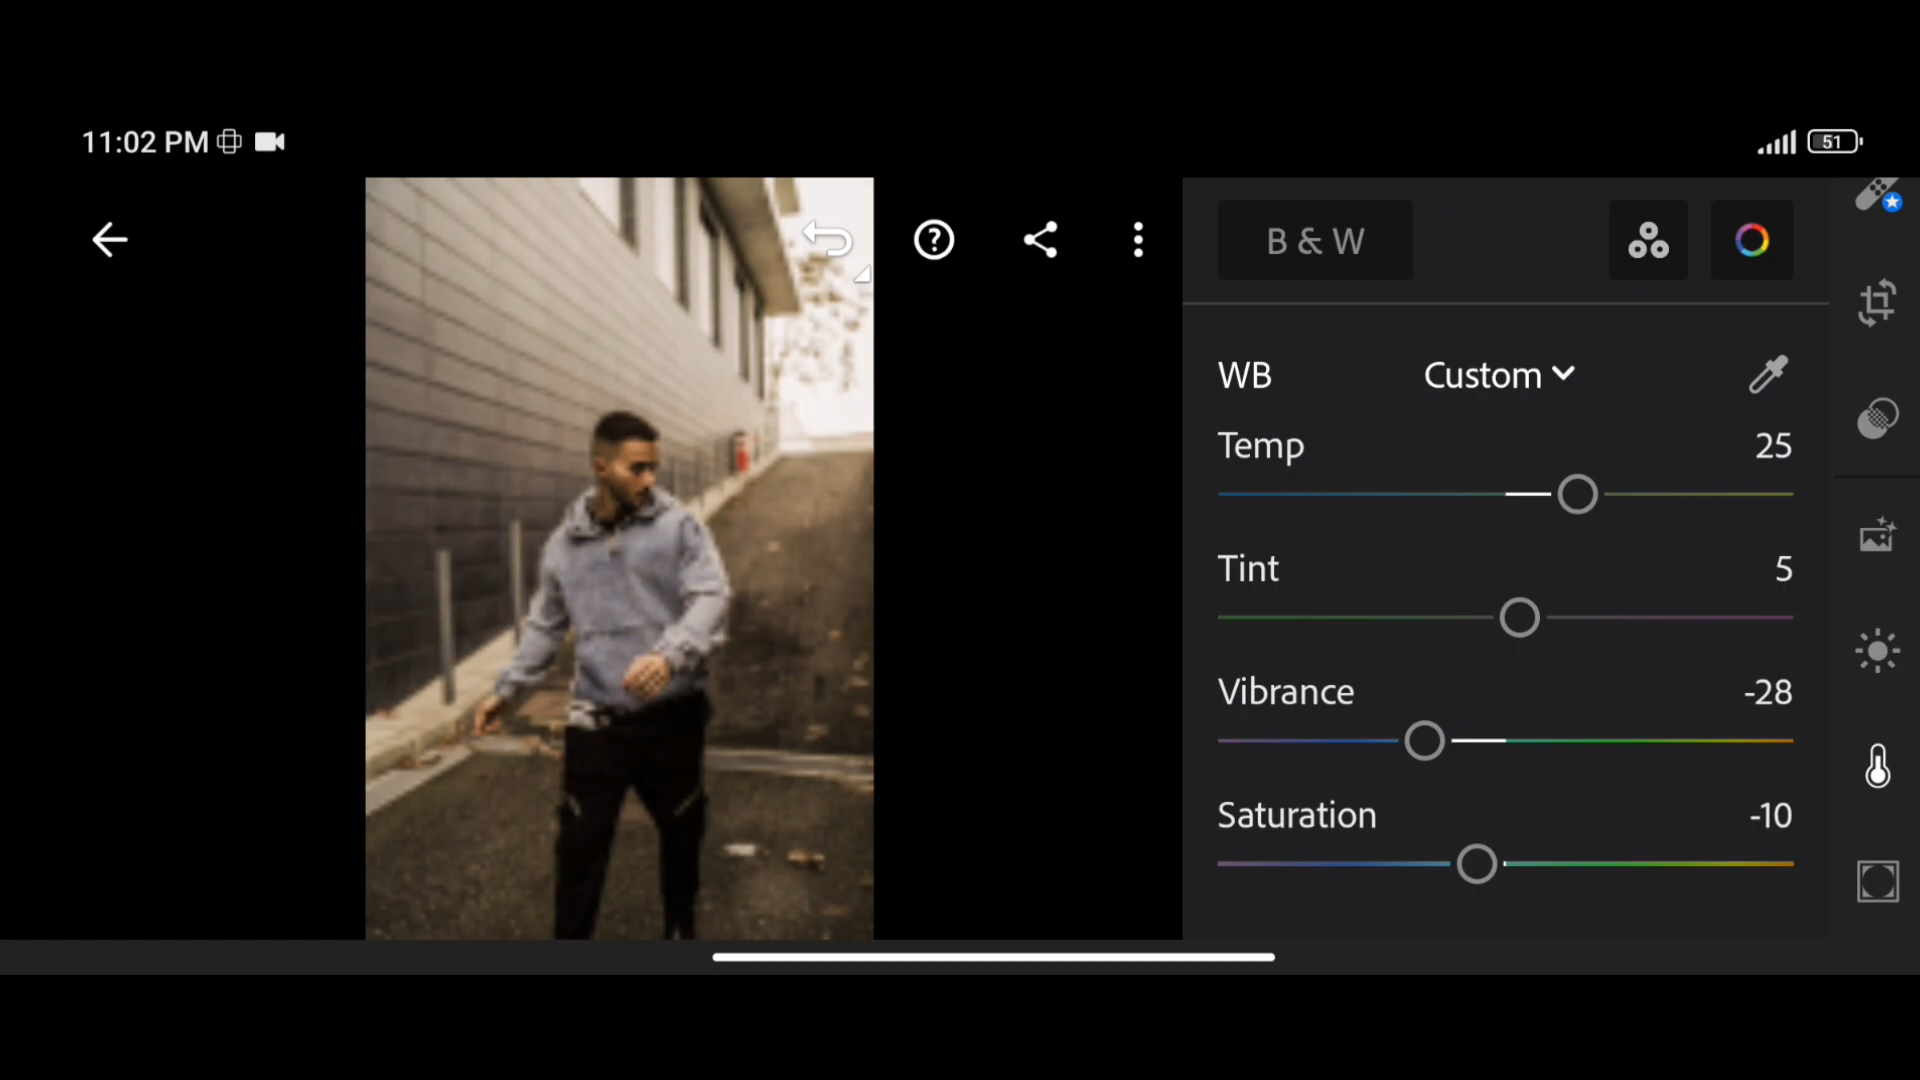 11:02 PM
51
B & W
WB Custom
Temp 25
Tint 5
Vibrance -28
Saturation -10